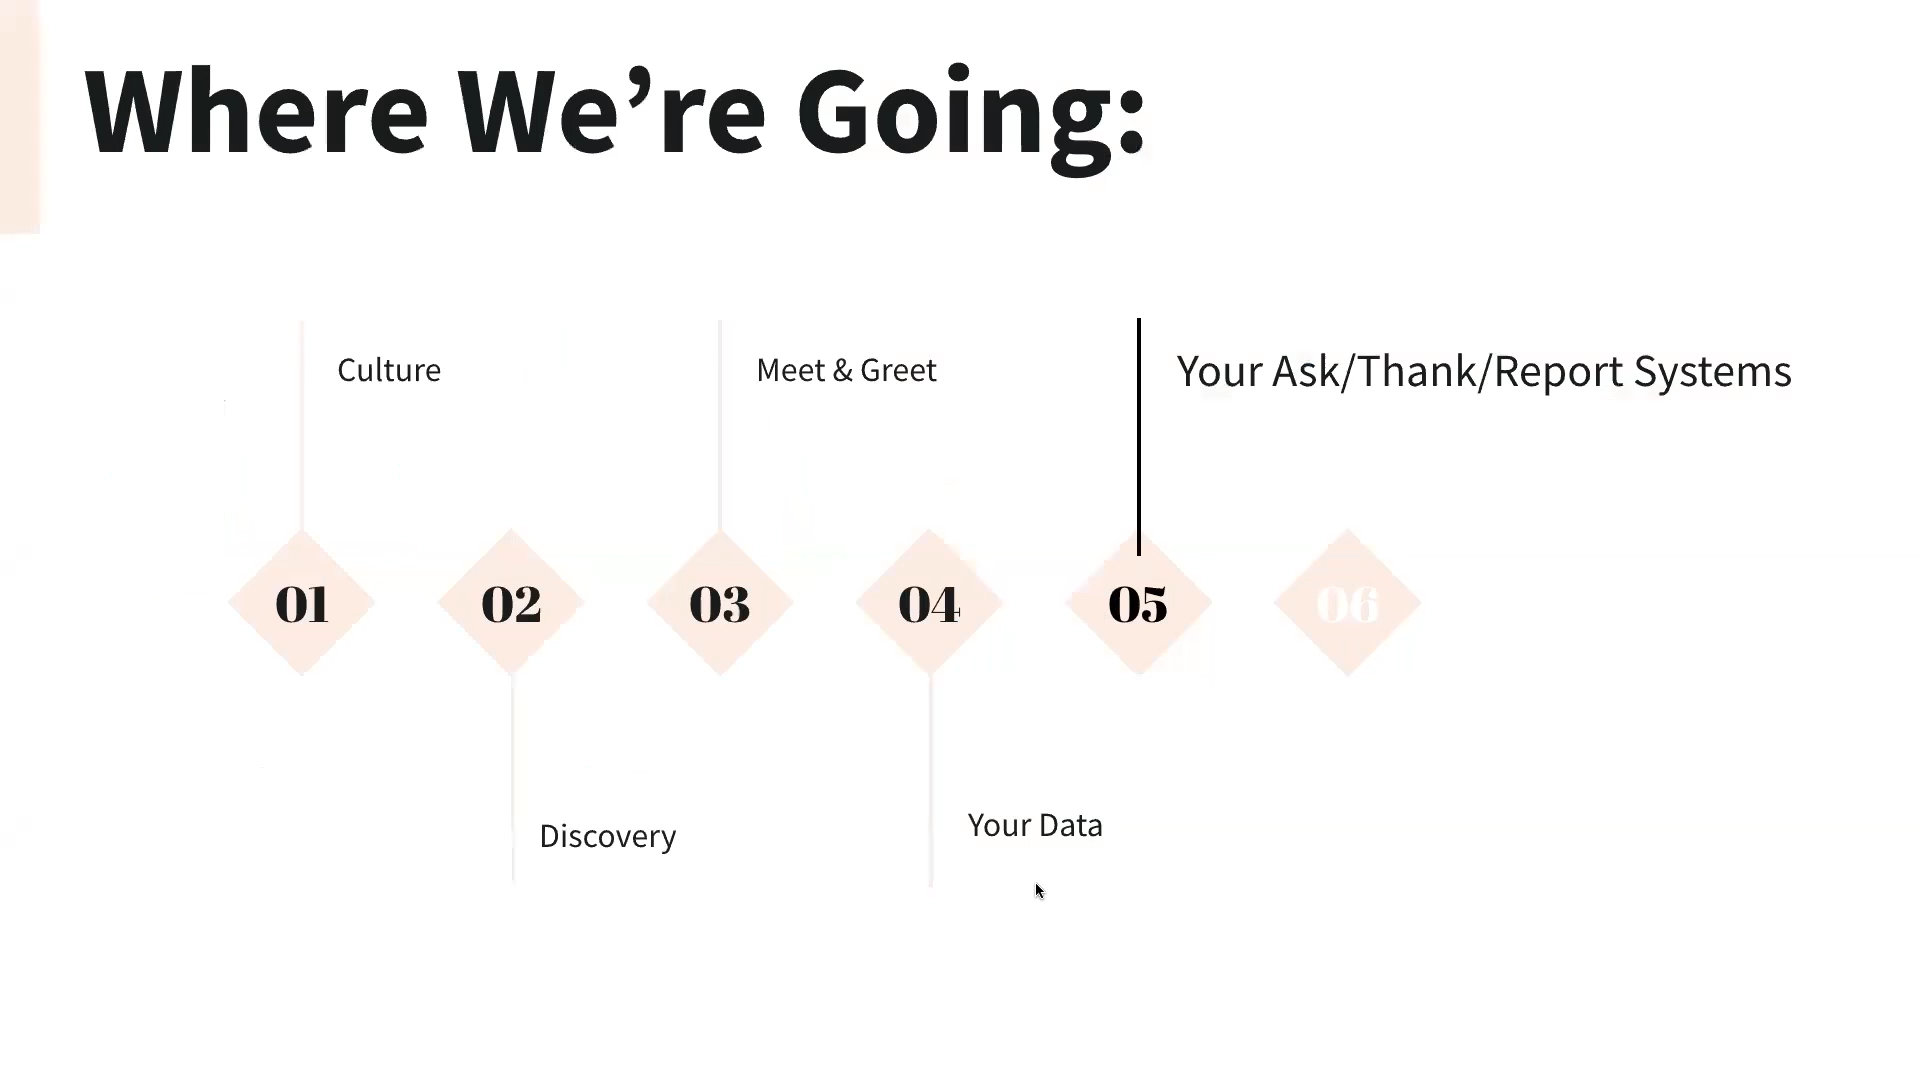 Where We’re Going:
Culture
Meet & Greet
Your Ask/Thank/Report Systems
01
02
03
04
05
06
Discovery
Your Data